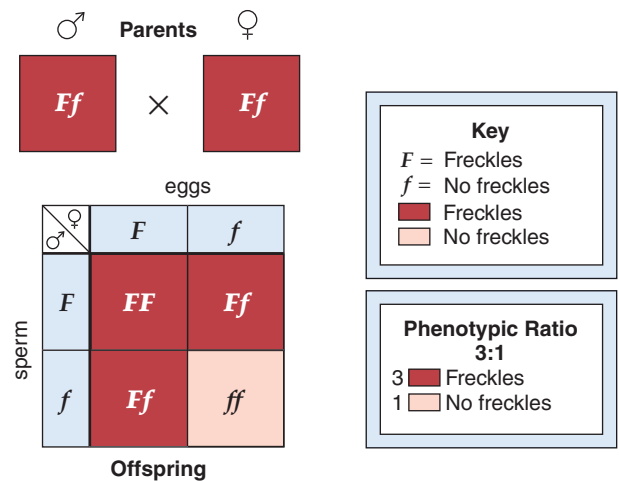 ♂ Parents ♀
Ff × Ff
eggs
♀ F f
♂
sperm
F FF Ff
f Ff ff
Offspring
Key
F = Freckles
f = No freckles
Freckles
No freckles
Phenotypic Ratio
3:1
3 Freckles
1 No freckles